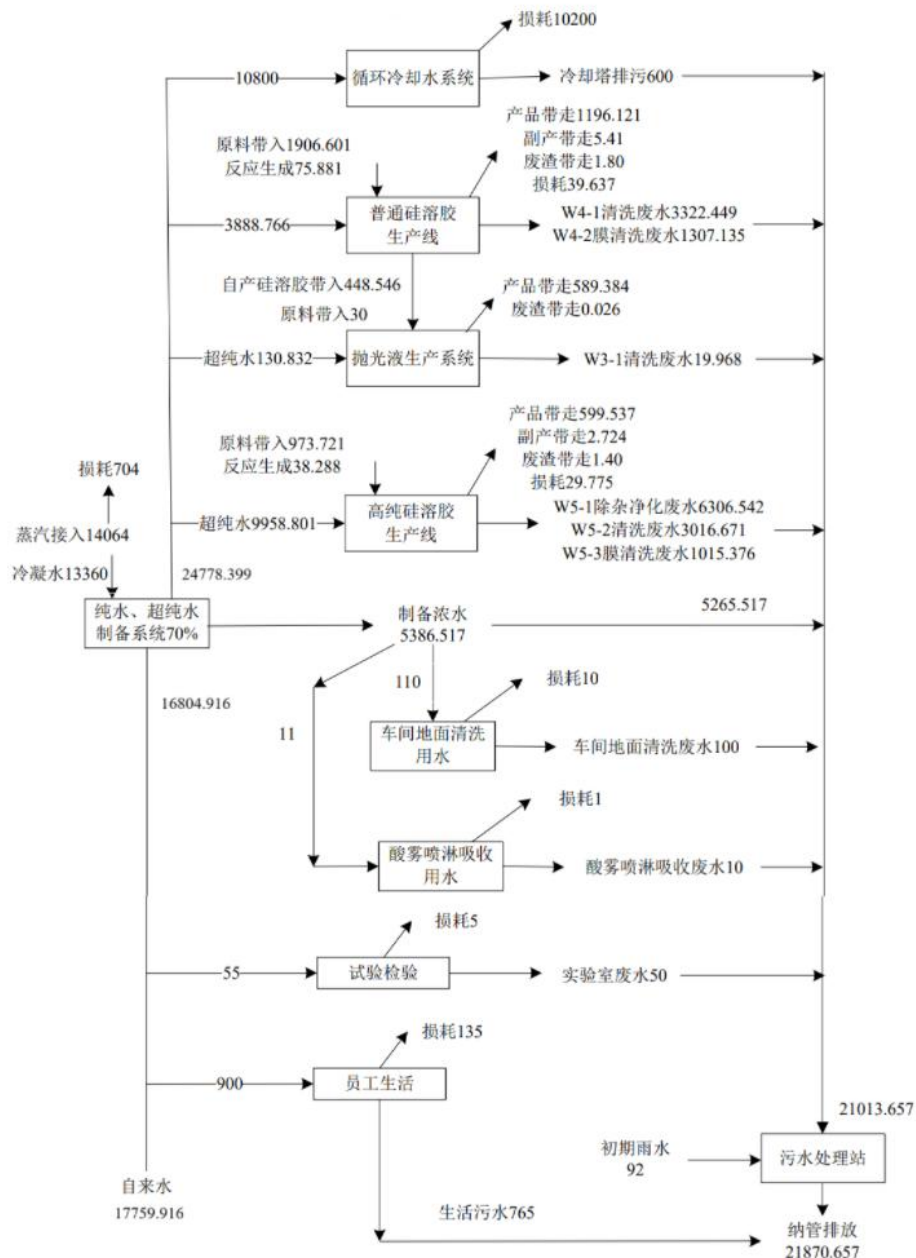 损耗10200
10800
循环冷却水系统
冷却塔排污600
产品带走1196.121
副产带走5.41
废渣带走1.80
损耗39.637
原料带入1906.601
反应生成75.881
3888.766
普通硅溶胶
生产线
W4-1清洗废水3322.449
W4-2膜清洗废水1307.135
自产硅溶胶带入448.546
原料带入30
产品带走589.384
废渣带走0.026
超纯水130.832
抛光液生产系统
W3-1清洗废水19.968
产品带走599.537
副产带走2.724
废渣带走1.40
损耗29.775
原料带入973.721
反应生成38.288
超纯水9958.801
高纯硅溶胶
生产线
W5-1除杂净化废水6306.542
W5-2清洗废水3016.671
W5-3膜清洗废水1015.376
损耗704
蒸汽接入14064
冷凝水13360
24778.399
纯水、超纯水
制备系统70%
制备浓水
5386.517
5265.517
16804.916
11
110
损耗10
车间地面清洗
用水
车间地面清洗废水100
损耗1
酸雾喷淋吸收
用水
酸雾喷淋吸收废水10
损耗5
55
试验检验
实验室废水50
损耗135
900
员工生活
21013.657
初期雨水
92
污水处理站
自来水
17759.916
生活污水765
纳管排放
21870.657